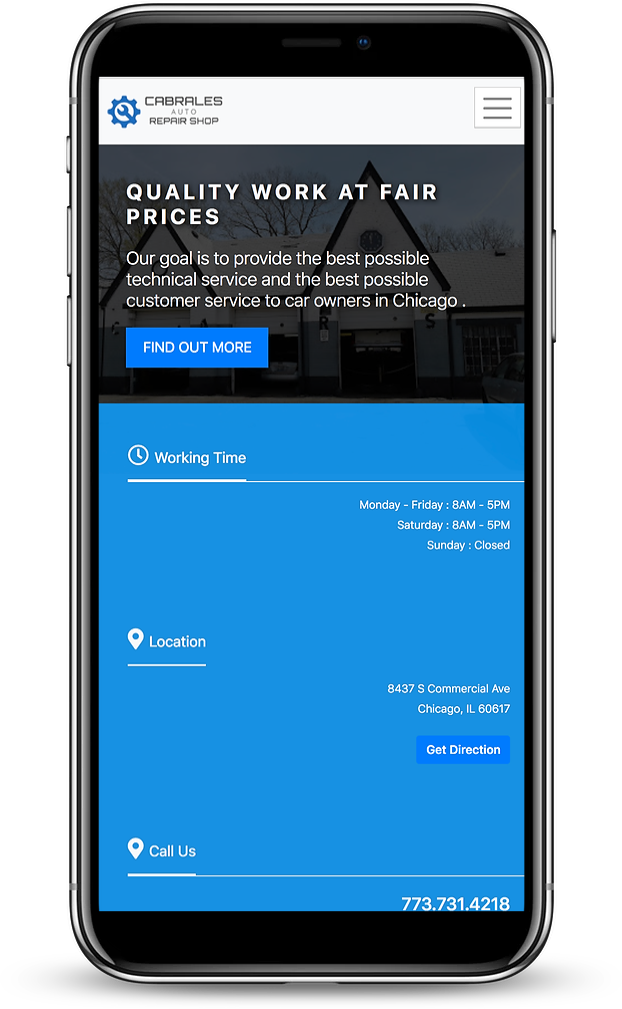 CABRALES
AUTO
REPAIR SHOP
QUALITY WORK AT FAIR
PRICES
Our goal is to provide the best possible
technical service and the best possible
customer service to car owners in Chicago .
FIND OUT MORE
Working Time
Monday - Friday : 8AM - 5PM
Saturday : 8AM - 5PM
Sunday : Closed
Location
8437 S Commercial Ave
Chicago, IL 60617
Get Direction
Call Us
773.731.4218